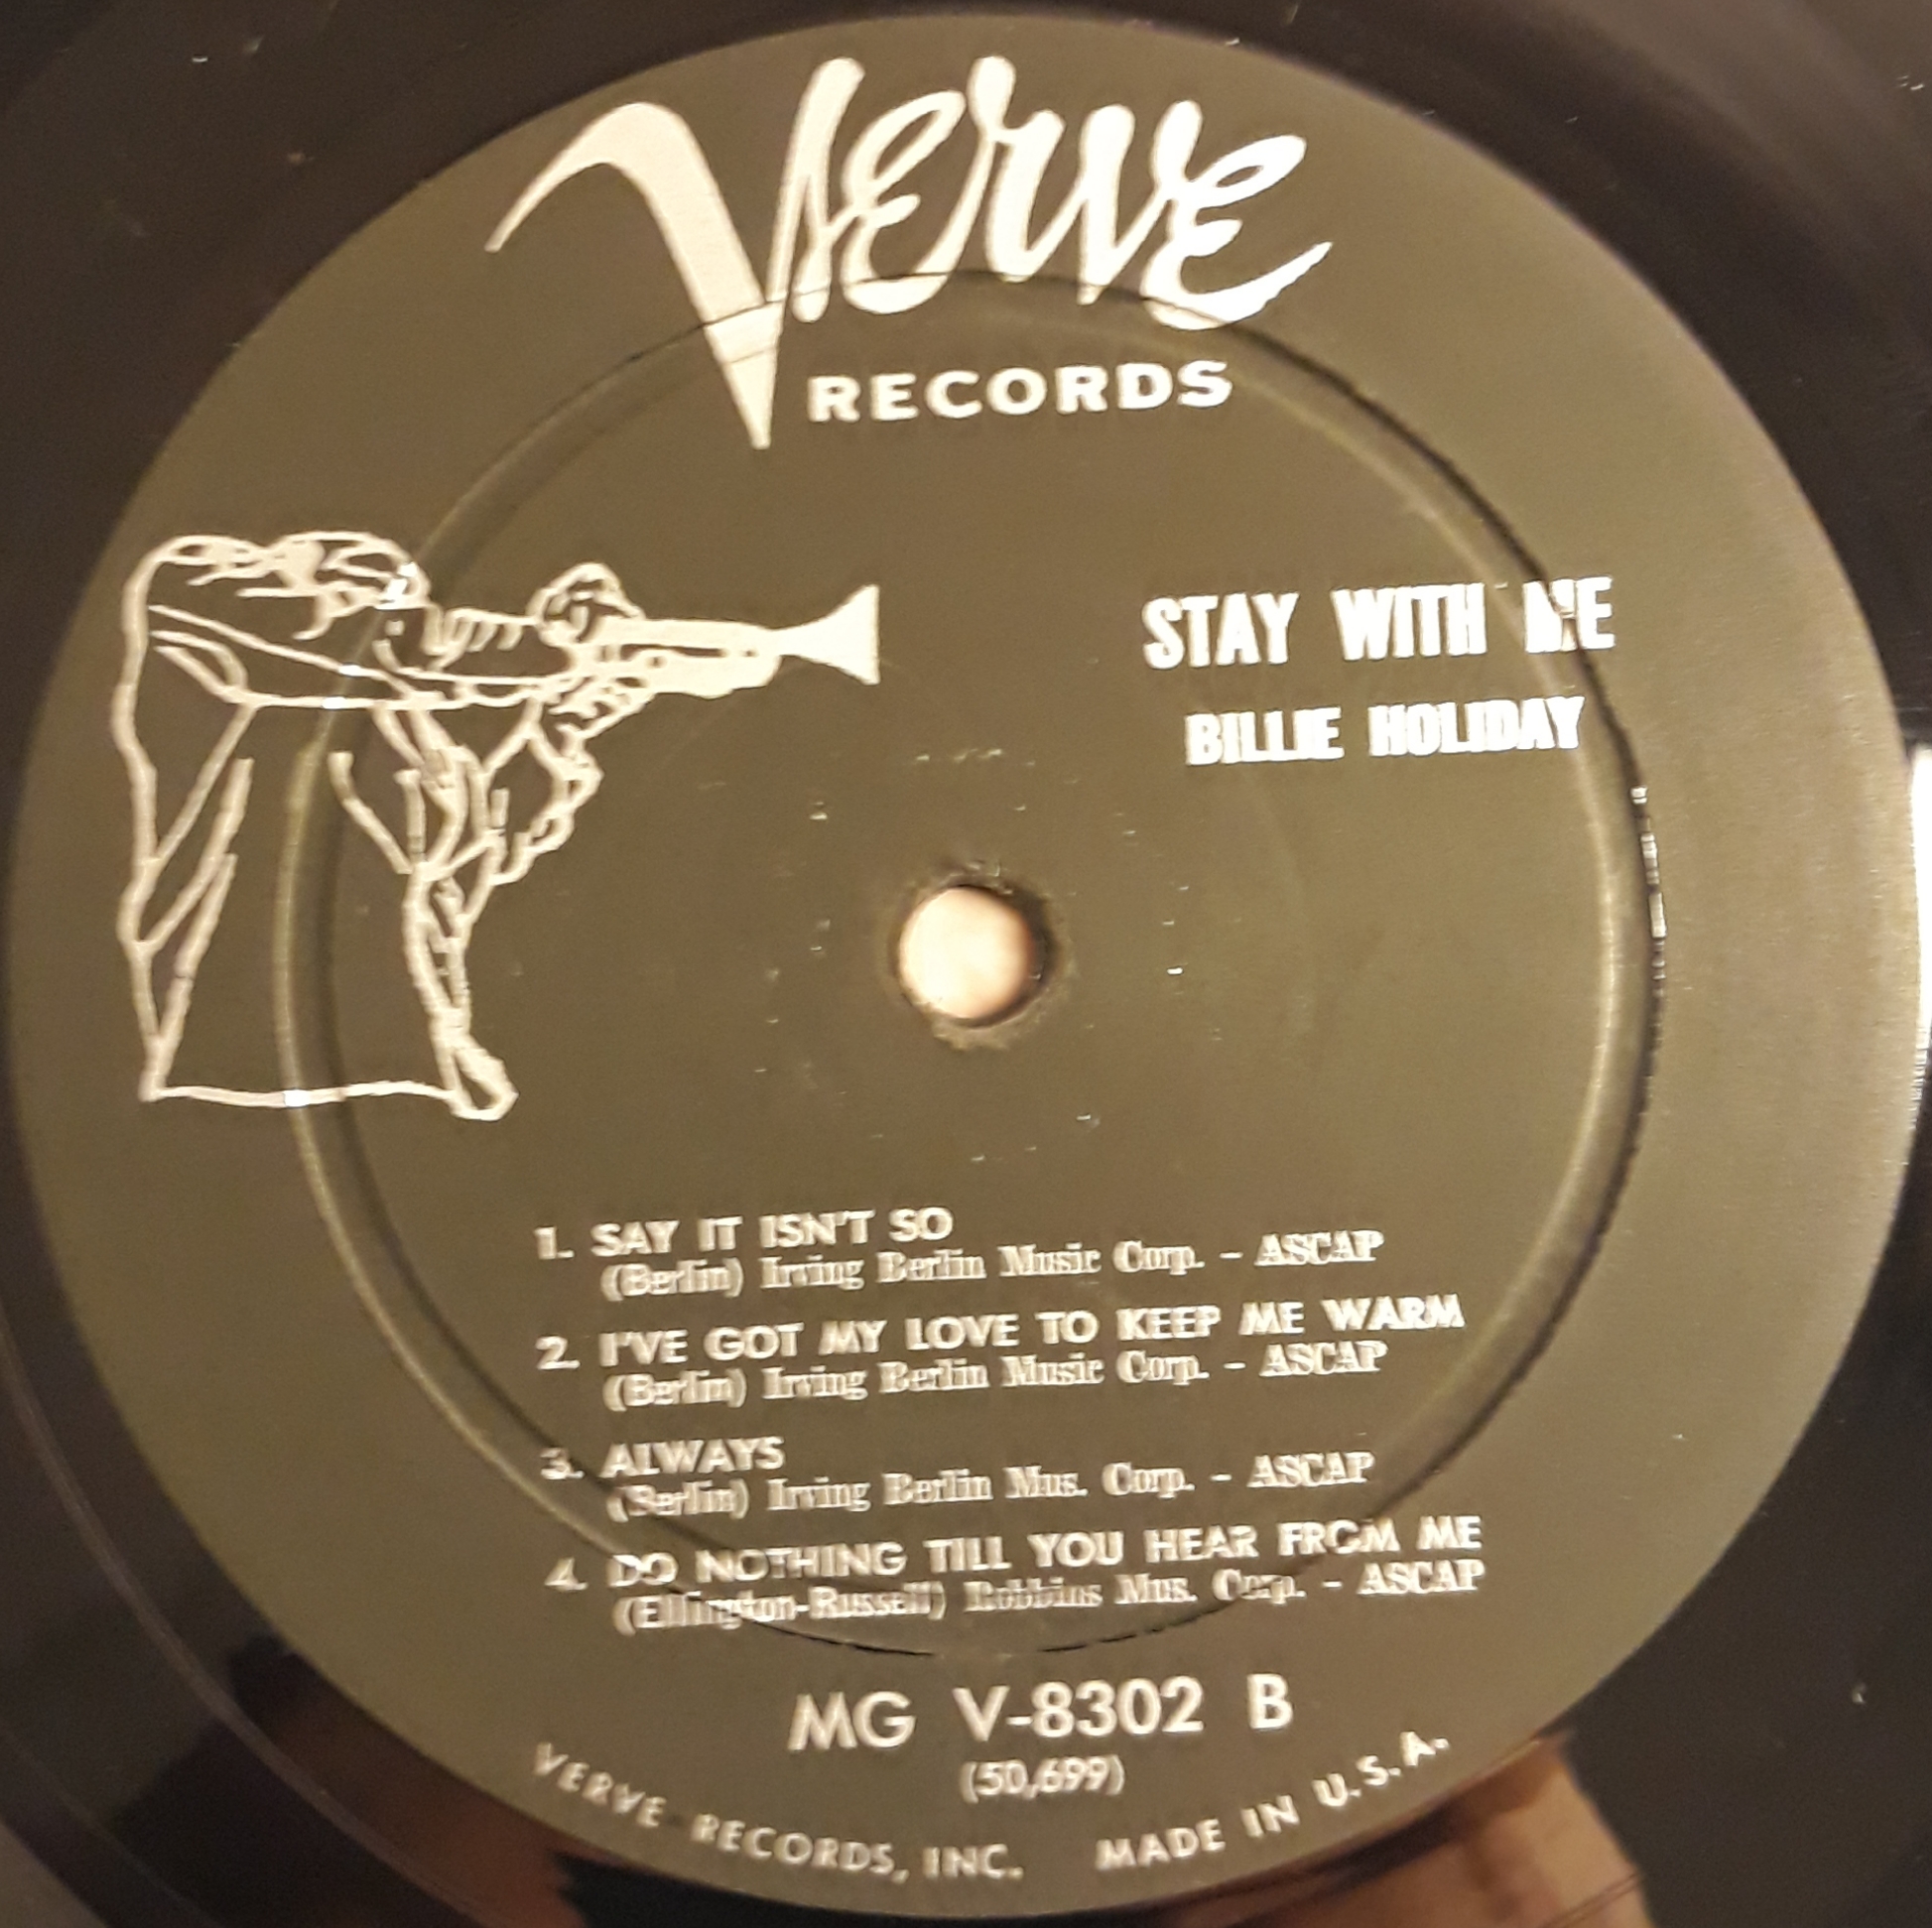 Verve
RECORDS
STAY WITH ME
BILLIE HOLIDAY
1. SAY IT ISN'T SO
(Berlin) Irving Berlin Music Corp. - ASCAP
2. I'VE GOT MY LOVE TO KEEP ME WARM
(Berlin) Irving Berlin Music Corp. - ASCAP
3. ALWAYS
(Berlin) Irving Berlin Mus. Corp. - ASCAP
4. DO NOTHING TILL YOU HEAR FROM ME
(Ellington-Russell) Robbins Mus. Corp. - ASCAP
MG V-8302 B
(50,699)
VERVE RECORDS, INC. MADE IN U.S.A.